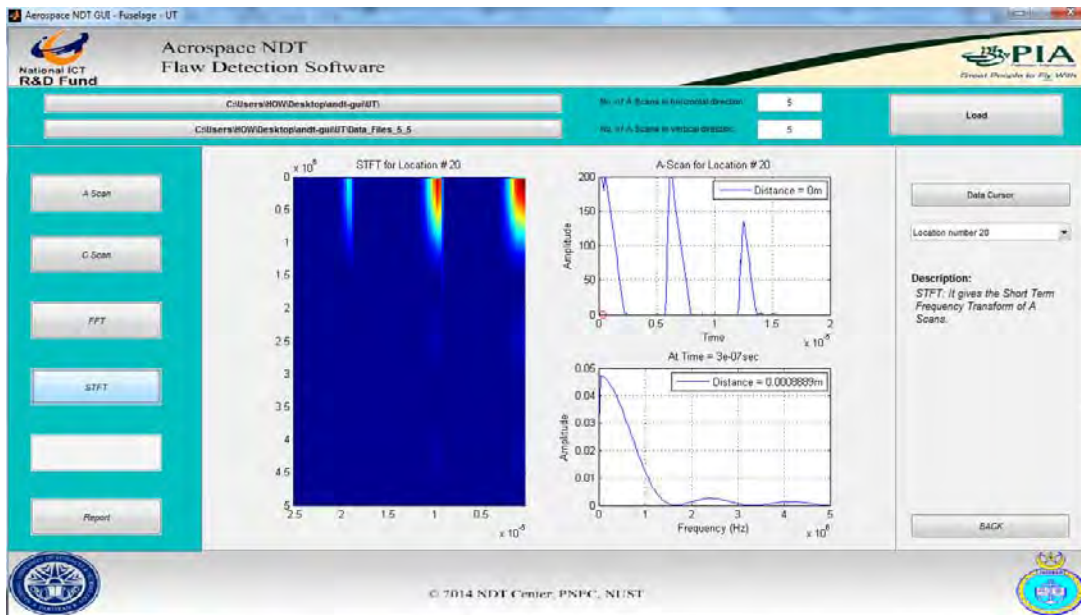 Aerospace NDT GUI - Fuselage - UT
National ICT
R&D Fund
Aerospace NDT
Flaw Detection Software
PIA
Great People to Fly With
C:\Users\HOW\Desktop\andt-gui\UT\
No. of A Scans in horizontal direction:
5
Load
C:\Users\HOW\Desktop\andt-gui\UT\Data_Files_5_5
No. of A Scans in vertical direction:
5
A Scan
C Scan
FFT
STFT
Report
STFT for Location # 20
x 10^6
0
0.5
1
1.5
2
2.5
3
3.5
4
4.5
5
2.5 2 1.5 1 0.5
x 10^-5
A-Scan for Location # 20
Distance = 0m
Amplitude
200
150
100
50
0
0 0.5 1 1.5 2
Time
x 10^-5
At Time = 3e-07sec
Distance = 0.0008889m
Amplitude
0.05
0.04
0.03
0.02
0.01
0
0 1 2 3 4 5
Frequency (Hz)
x 10^6
Data Cursor
Location number 20
Description:
STFT: It gives the Short Term
Frequency Transform of A
Scans.
BACK
© 2014 NDT Center, PNEC, NUST